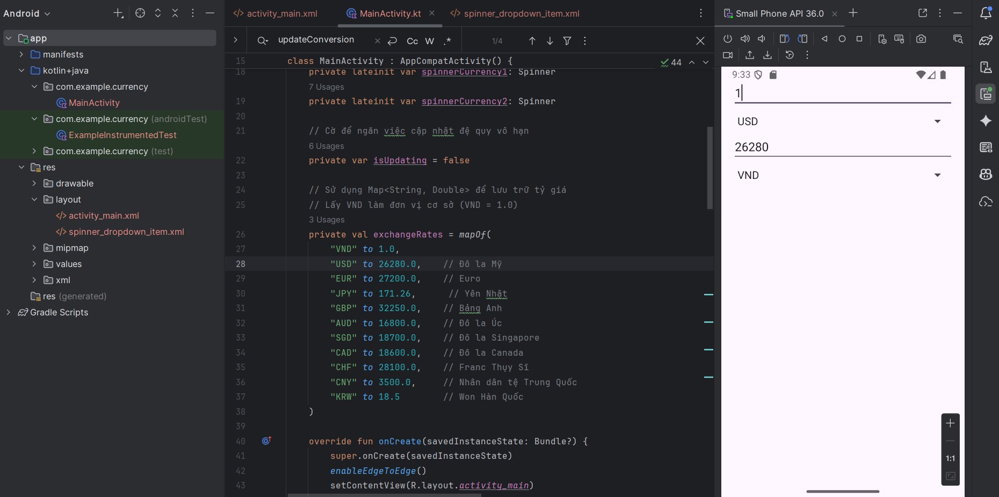 Android
app
manifests
kotlin+java
com.example.currency
MainActivity
com.example.currency (androidTest)
ExampleInstrumentedTest
com.example.currency (test)
res
drawable
layout
activity_main.xml
spinner_dropdown_item.xml
mipmap
values
xml
res (generated)
Gradle Scripts
activity_main.xml
MainActivity.kt
spinner_dropdown_item.xml
updateConversion
Cc W .* 1/4
15 class MainActivity : AppCompatActivity() {
44
18 private lateinit var spinnerCurrency1: Spinner
7 Usages
19 private lateinit var spinnerCurrency2: Spinner
20
21 // Cờ để ngăn việc cập nhật đệ quy vô hạn
6 Usages
22 private var isUpdating = false
23
24 // Sử dụng Map<String, Double> để lưu trữ tỷ giá
25 // Lấy VND làm đơn vị cơ sở (VND = 1.0)
3 Usages
26 private val exchangeRates = mapOf(
27 "VND" to 1.0,
28 "USD" to 26280.0, // Đô la Mỹ
29 "EUR" to 27200.0, // Euro
30 "JPY" to 171.26, // Yên Nhật
31 "GBP" to 32250.0, // Bảng Anh
32 "AUD" to 16800.0, // Đô la Úc
33 "SGD" to 18700.0, // Đô la Singapore
34 "CAD" to 18600.0, // Đô la Canada
35 "CHF" to 28100.0, // Franc Thụy Sĩ
36 "CNY" to 3500.0, // Nhân dân tệ Trung Quốc
37 "KRW" to 18.5 // Won Hàn Quốc
38 )
39
40 override fun onCreate(savedInstanceState: Bundle?) {
41 super.onCreate(savedInstanceState)
42 enableEdgeToEdge()
43 setContentView(R.layout.activity_main)
Small Phone API 36.0
9:33
1
USD
26280
VND
1:1